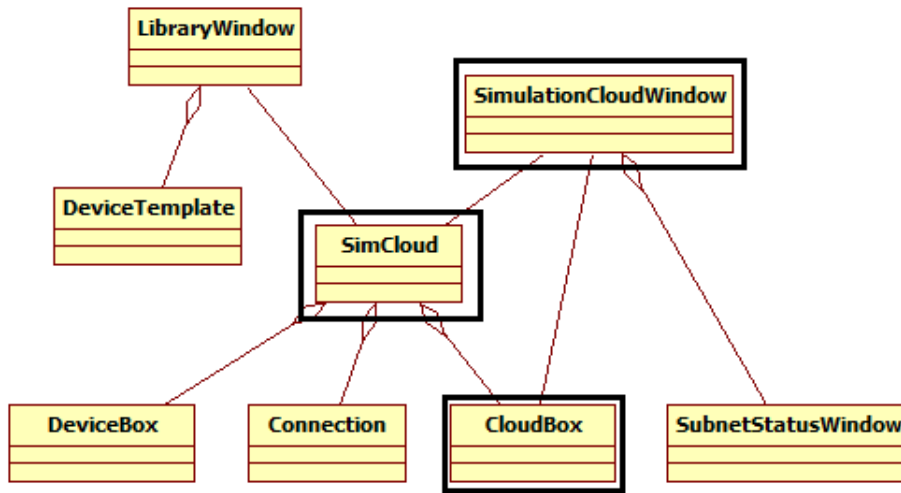 LibraryWindow
SimulationCloudWindow
DeviceTemplate
SimCloud
DeviceBox
Connection
CloudBox
SubnetStatusWindow